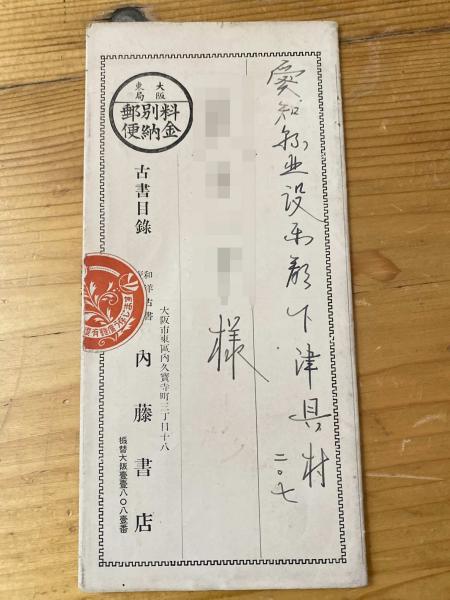 愛知縣北設楽郡下津具村
二〇七
様
大阪
東局
料金
別納
郵便
古書目錄
大阪市東區內久寶寺町三丁目十八
和洋古書
內藤書店
振替大阪壹壹八〇八壹番